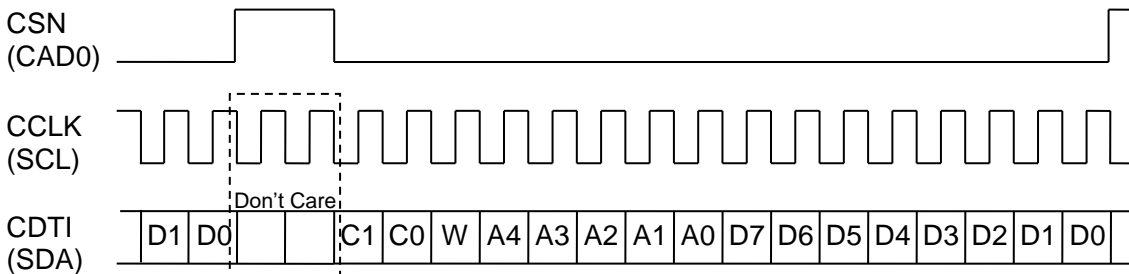 CSN
(CAD0)
CCLK
(SCL)
Don't Care
CDTI
(SDA)
D1 D0 C1 C0 W A4 A3 A2 A1 A0 D7 D6 D5 D4 D3 D2 D1 D0